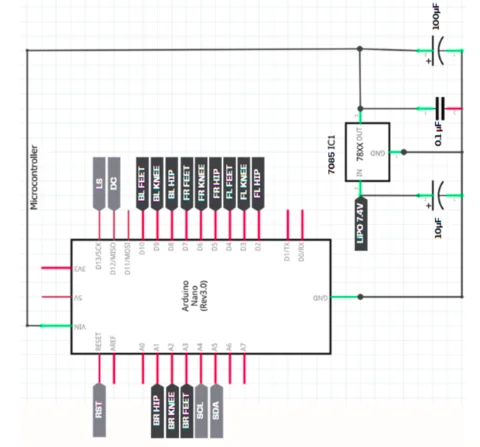 100µF
+
0.1 µF
7085 IC1
OUT
78XX
GND
IN
LIPO 7.4V
+
10µF
Microcontroller
LS
DC
BL FEET
BL KNEE
BL HIP
FR FEET
FR KNEE
FR HIP
FL FEET
FL KNEE
FL HIP
D13/SCK
D12/MISO
D11/MOSI
D10
D9
D8
D7
D6
D5
D4
D3
D2
D1/TX
D0/RX
3V3
5V
VIN
Arduino
Nano
(Rev3.0)
GND
RESET
AREF
A0
A1
A2
A3
A4
A5
A6
A7
RST
BR HIP
BR KNEE
BR FEET
SCL
SDA